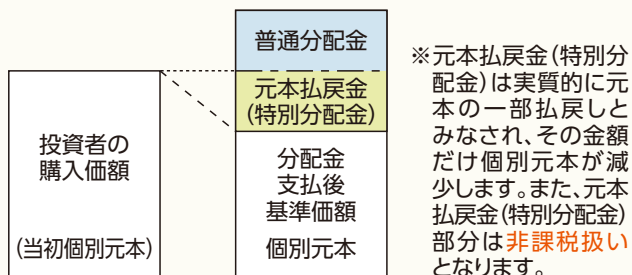 投資者の
購入価額
(当初個別元本)
普通分配金
元本払戻金
(特別分配金)
分配金
支払後
基準価額
個別元本
※元本払戻金(特別分
配金)は実質的に元
本の一部払戻しと
みなされ、その金額
だけ個別元本が減
少します。また、元本
払戻金(特別分配金)
部分は非課税扱い
となります。